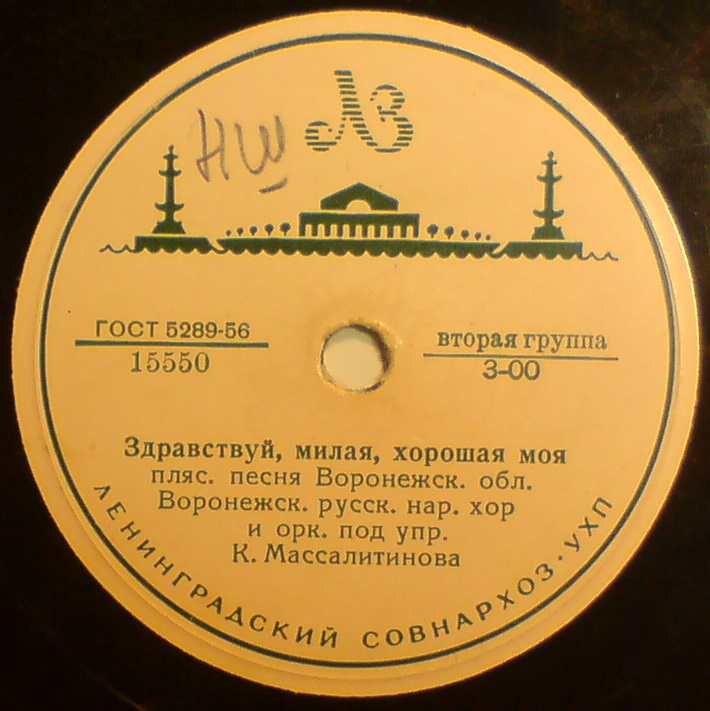 ЛЗ
НШ
ГОСТ 5289-56
15550
вторая группа
3-00
Здравствуй, милая, хорошая моя
пляс. песня Воронежск. обл.
Воронежск. русск. нар. хор
и орк. под упр.
К. Массалитинова
ЛЕНИНГРАДСКИЙ СОВНАРХОЗ · УХП